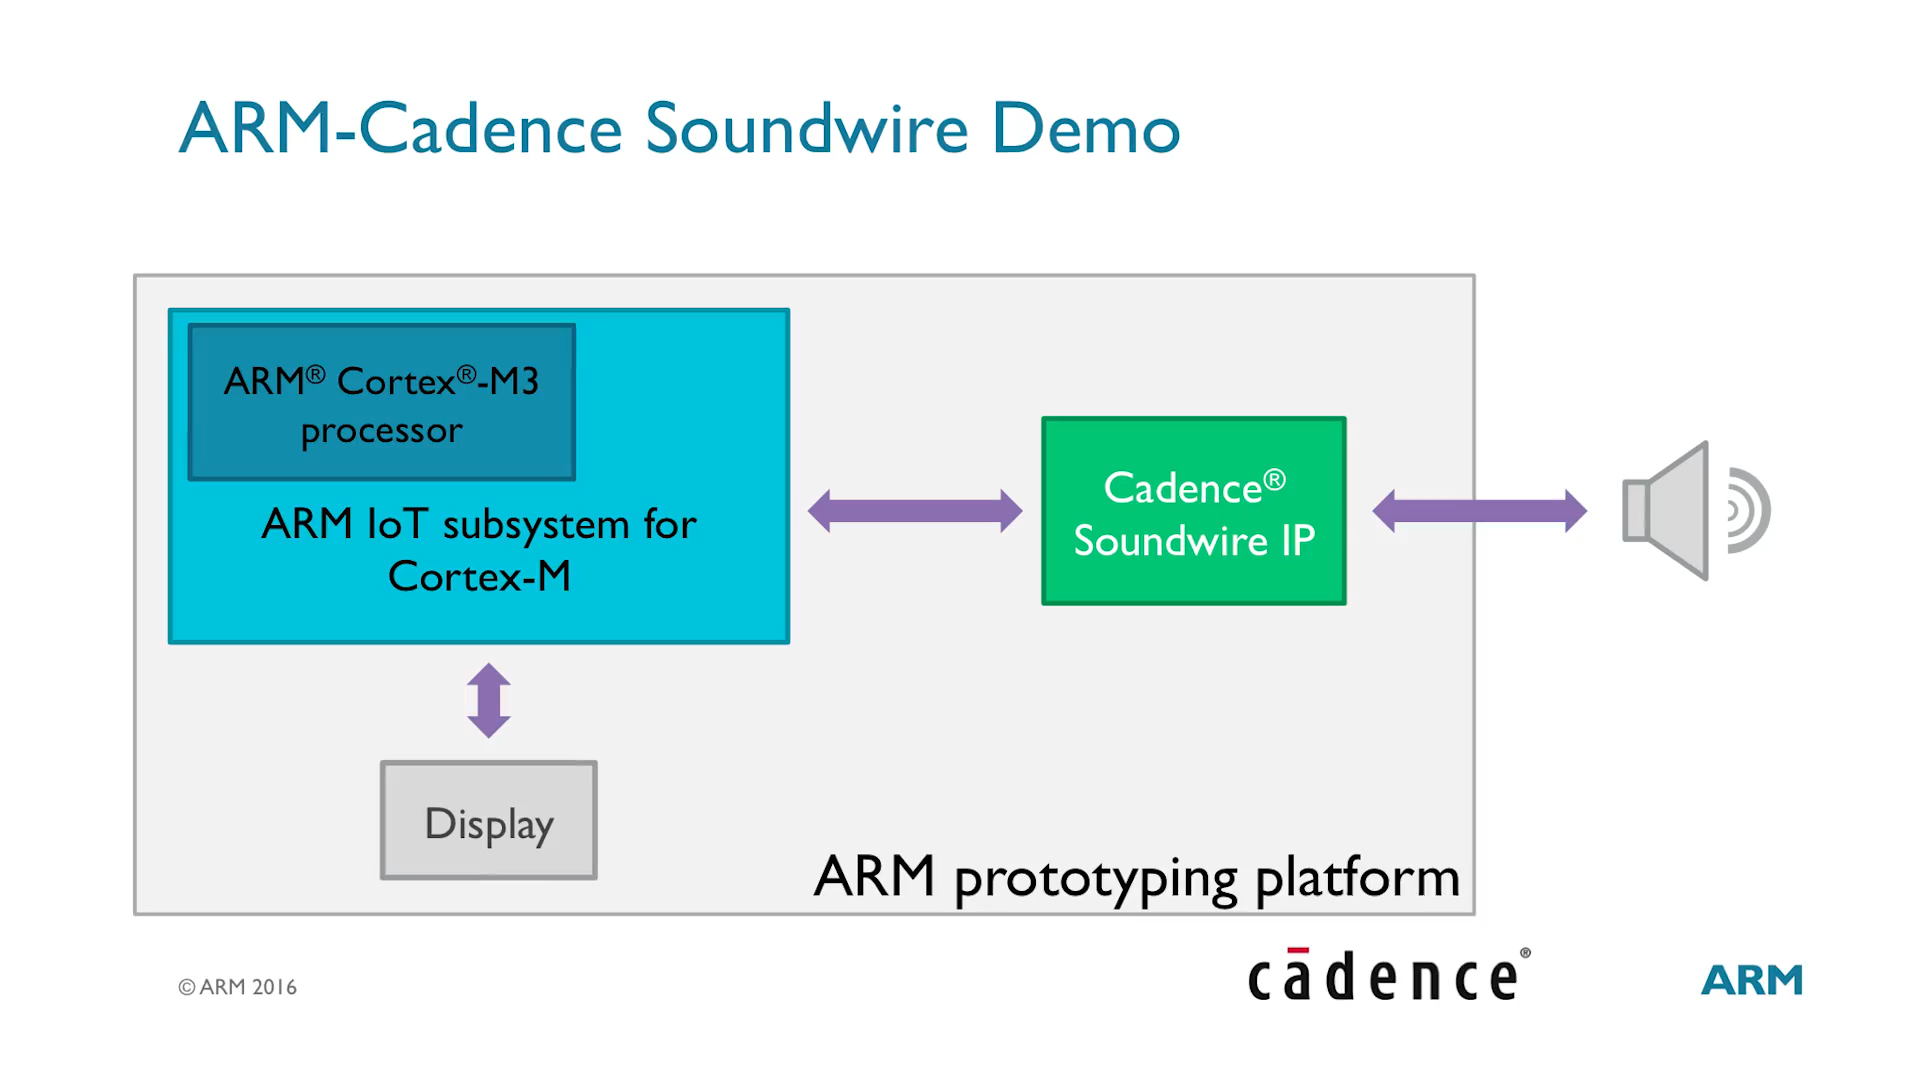 ARM-Cadence Soundwire Demo
ARM® Cortex®-M3
processor
ARM IoT subsystem for
Cortex-M
Cadence®
Soundwire IP
Display
ARM prototyping platform
© ARM 2016
cādence®
ARM